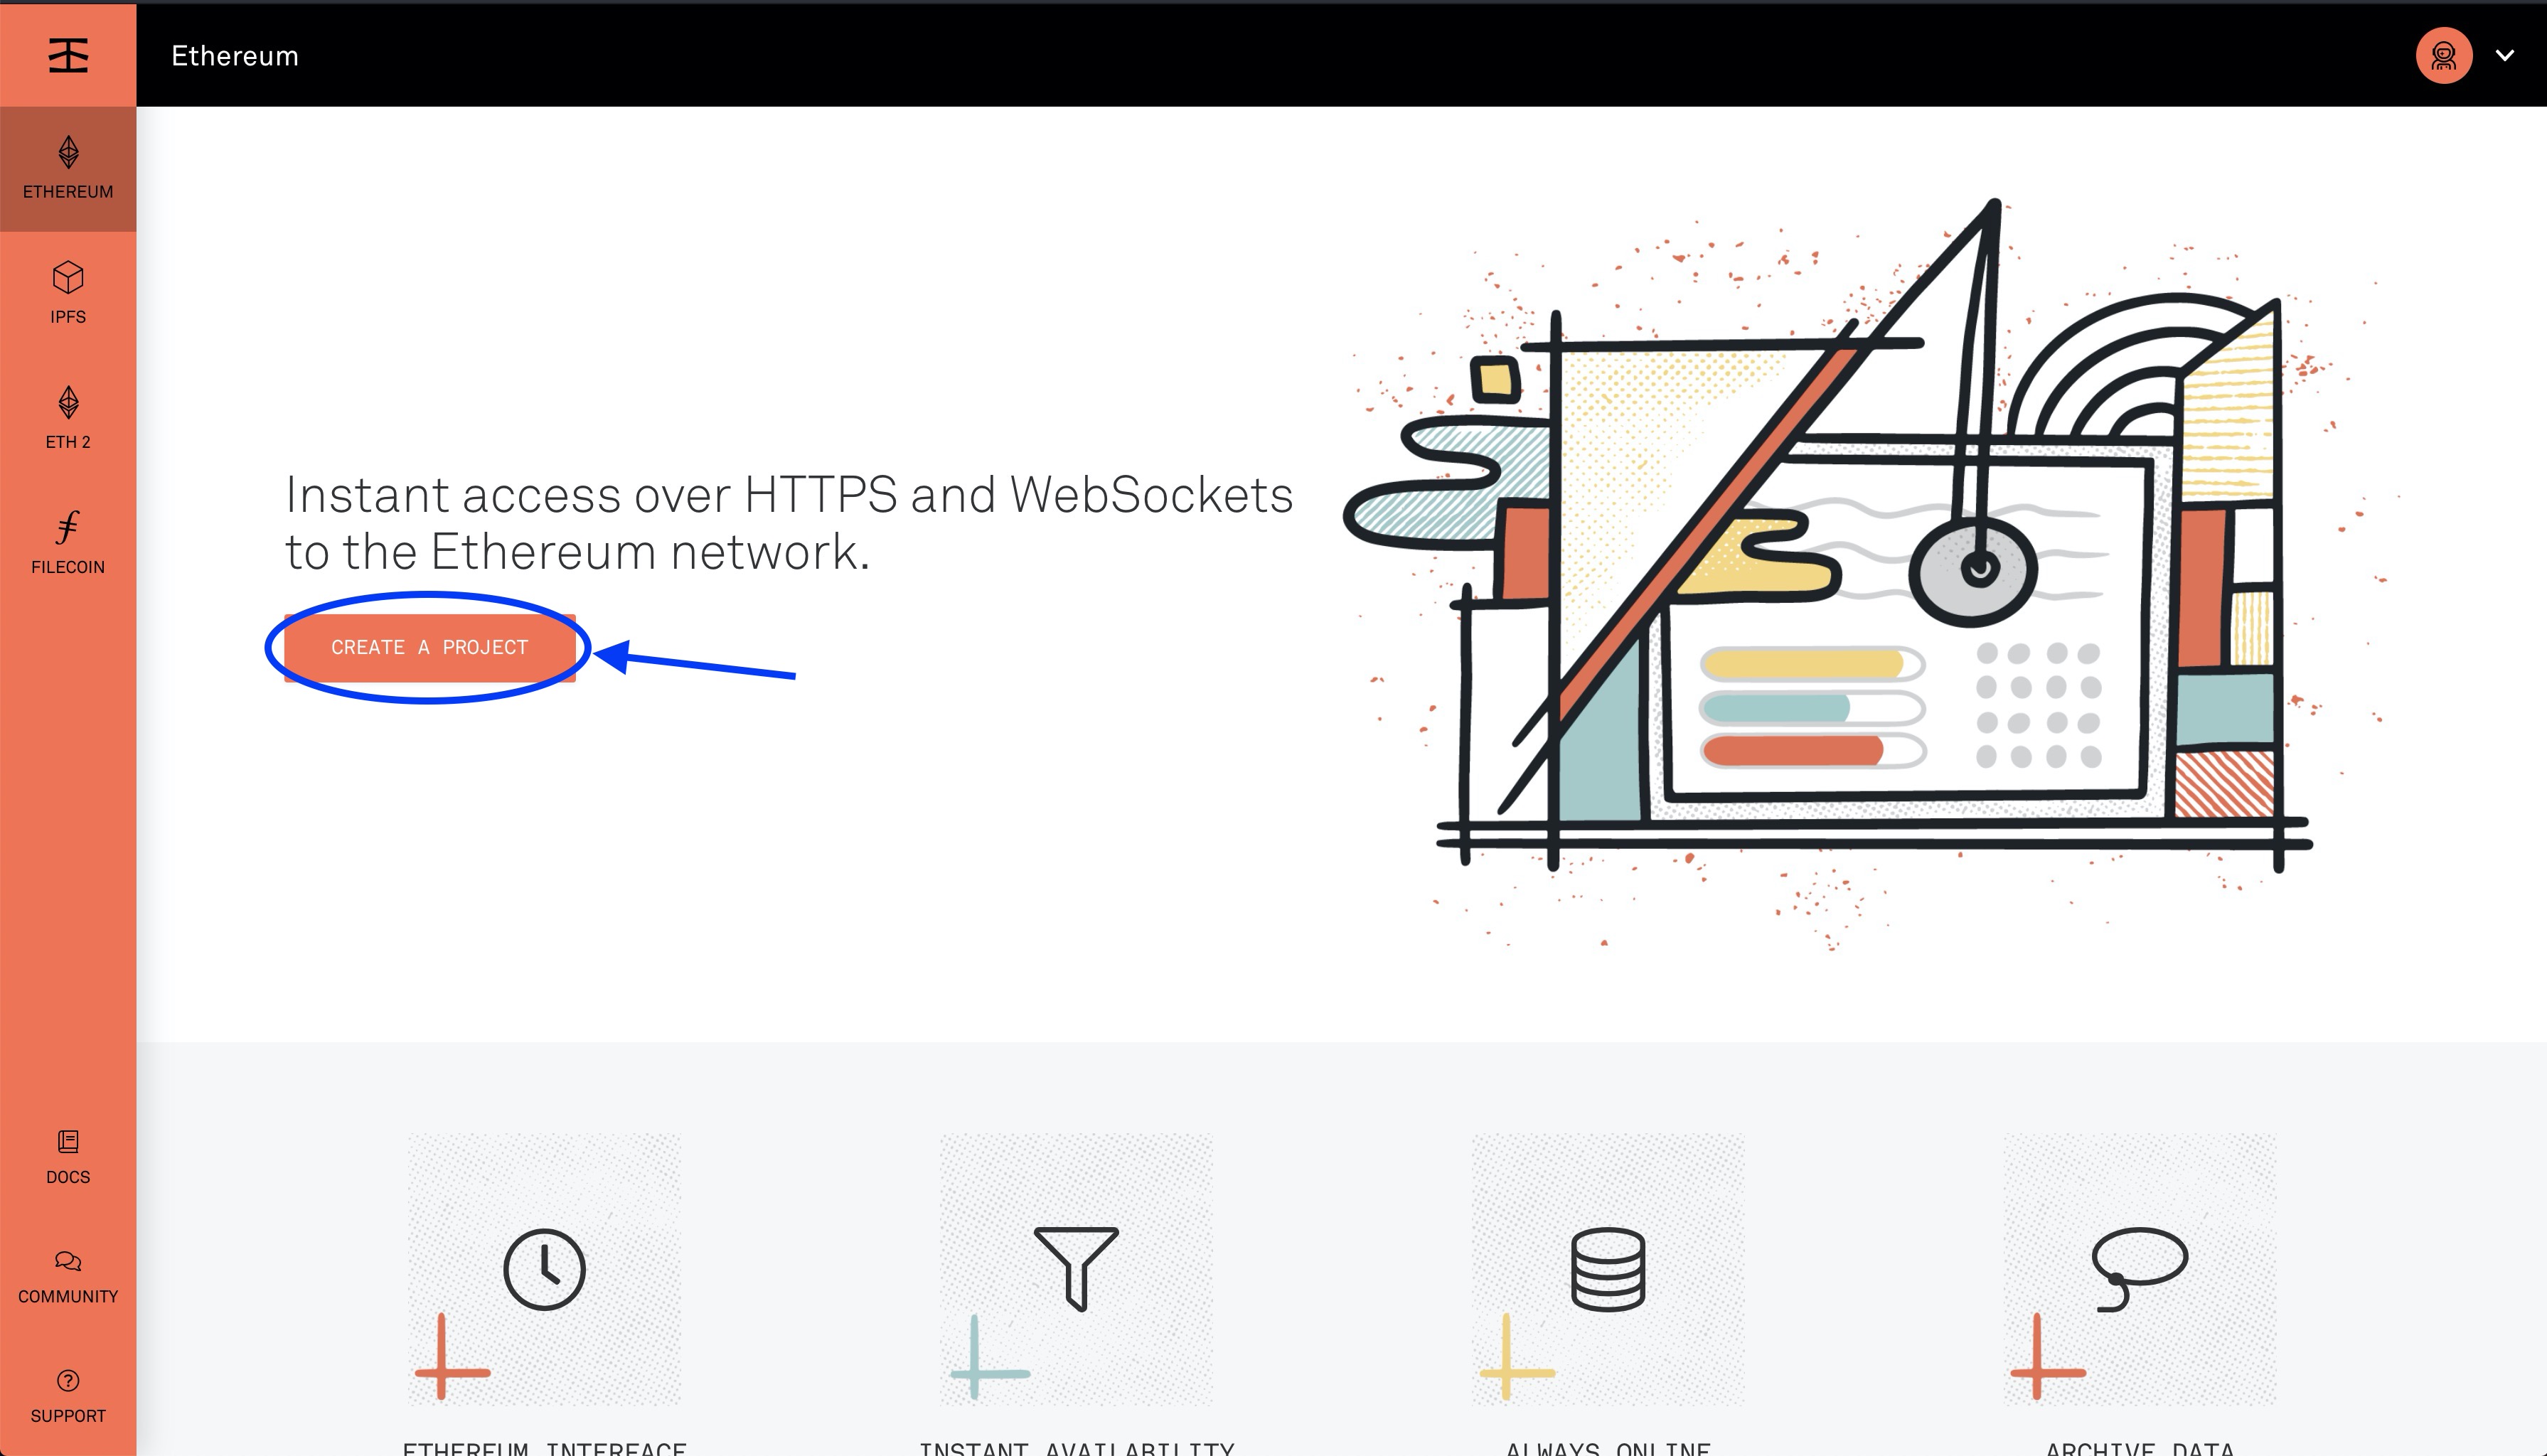 Ethereum
ETHEREUM
IPFS
ETH 2
FILECOIN
Instant access over HTTPS and WebSockets
to the Ethereum network.
CREATE A PROJECT
DOCS
COMMUNITY
SUPPORT
ETHEREUM INTERFACE
INSTANT AVAILABILITY
ALWAYS ONLINE
ARCHIVE DATA